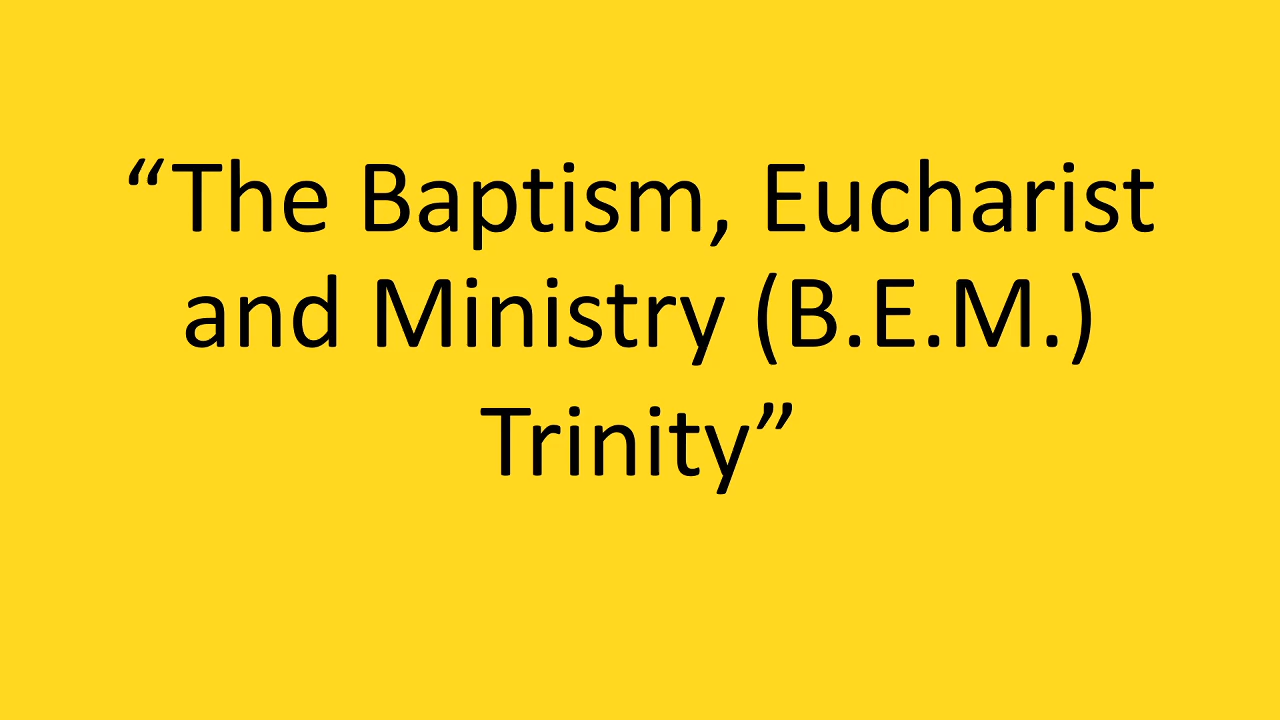 “The Baptism, Eucharist
and Ministry (B.E.M.)
Trinity”